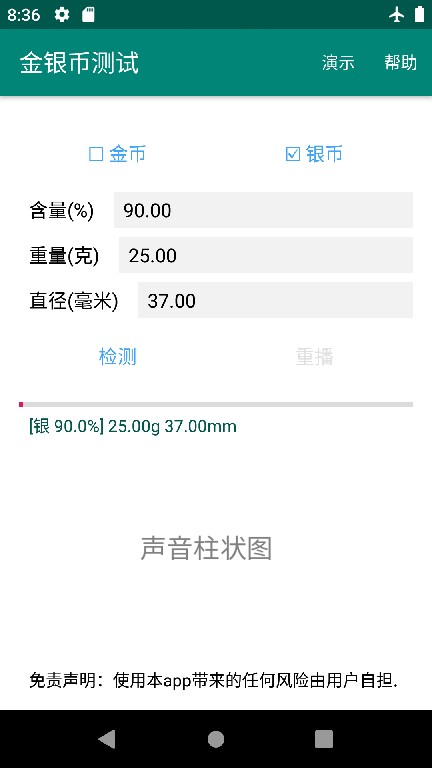 8:36
金银币测试 演示 帮助
金币 银币
含量(%) 90.00
重量(克) 25.00
直径(毫米) 37.00
检测 重播
[银 90.0%] 25.00g 37.00mm
声音柱状图
免责声明：使用本app带来的任何风险由用户自担.